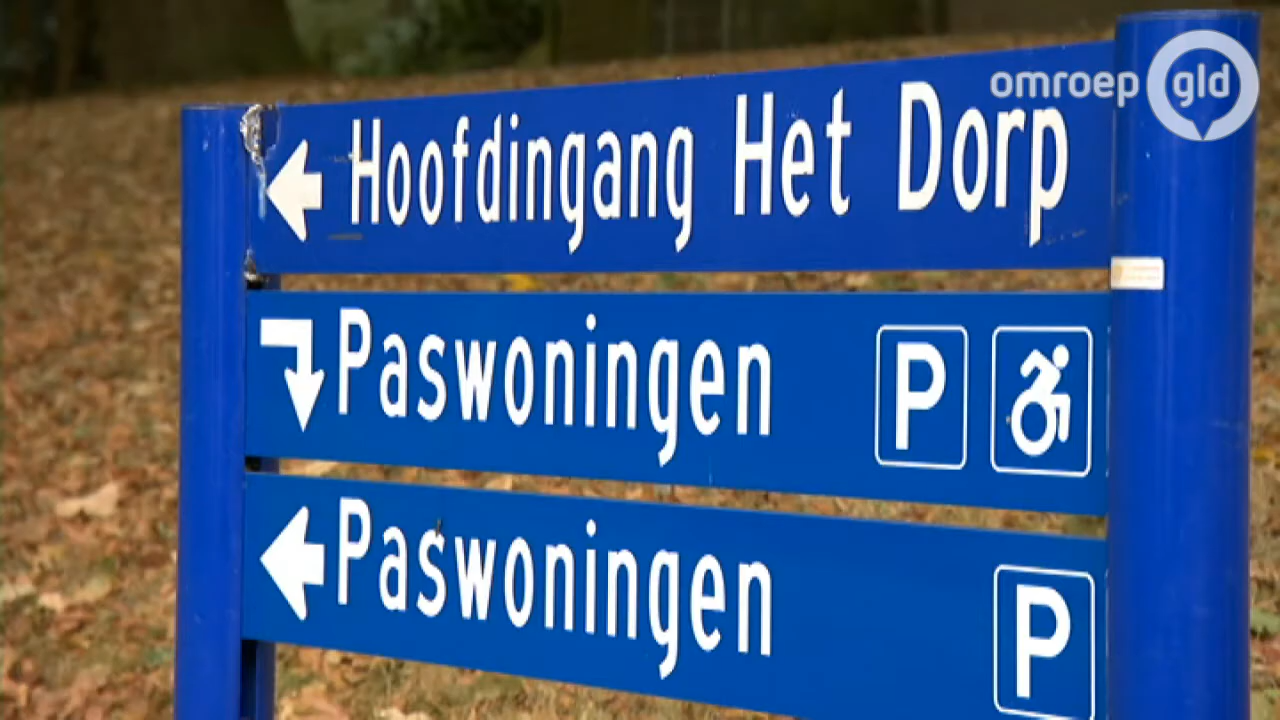 omroep gld
Hoofdingang Het Dorp
Paswoningen P
Paswoningen P